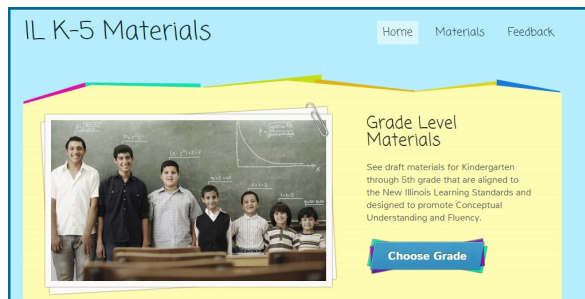 IL K-5 Materials
Home Materials Feedback
Grade Level
Materials
See draft materials for Kindergarten
through 5th grade that are aligned to
the New Illinois Learning Standards and
designed to promote Conceptual
Understanding and Fluency.
Choose Grade